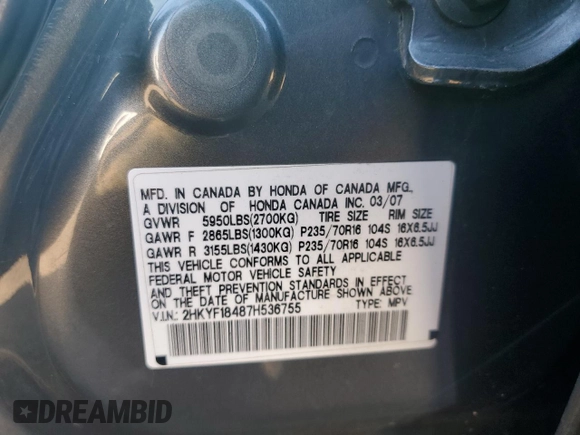 MFD. IN CANADA BY HONDA OF CANADA MFG.,
A DIVISION OF HONDA CANADA INC. 03/07
GVWR 5950LBS(2700KG) TIRE SIZE RIM SIZE
GAWR F 2865LBS(1300KG) P235/70R16 104S 16X6.5JJ
GAWR R 3155LBS(1430KG) P235/70R16 104S 16X6.5JJ
THIS VEHICLE CONFORMS TO ALL APPLICABLE
FEDERAL MOTOR VEHICLE SAFETY
AND THEFT PREVENTION STANDARDS IN EFFECT
ON THE DATE OF MANUFACTURE SHOWN ABOVE
V.I.N.: 2HKYF18487H536755 TYPE: MPV
DREAMBID